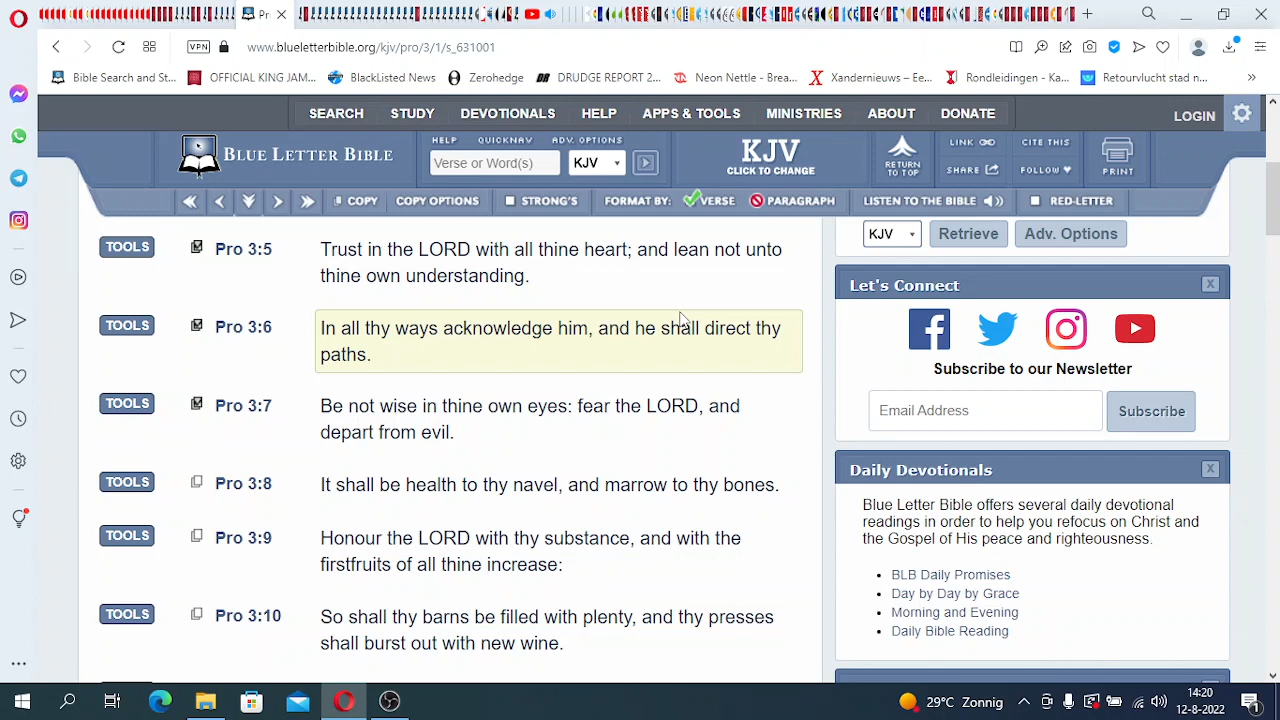 Pr
VPN
www.blueletterbible.org/kjv/pro/3/1/s_631001
Bible Search and St...
OFFICIAL KING JAM...
BlackListed News
Zerohedge
DRUDGE REPORT 2...
Neon Nettle - Brea...
Xandernieuws – Ee...
Rondleidingen - Ka...
Retourvlucht stad n...
»
SEARCH
STUDY
DEVOTIONALS
HELP
APPS & TOOLS
MINISTRIES
ABOUT
DONATE
LOGIN
BLUE LETTER BIBLE
HELP
QUICKNAV
ADV. OPTIONS
Verse or Word(s)
KJV
KJV
CLICK TO CHANGE
RETURN
TO TOP
LINK
CITE THIS
SHARE
FOLLOW
PRINT
COPY
COPY OPTIONS
STRONG'S
FORMAT BY:
VERSE
PARAGRAPH
LISTEN TO THE BIBLE
RED-LETTER
TOOLS
Pro 3:5
Trust in the LORD with all thine heart; and lean not unto
thine own understanding.
TOOLS
Pro 3:6
In all thy ways acknowledge him, and he shall direct thy
paths.
TOOLS
Pro 3:7
Be not wise in thine own eyes: fear the LORD, and
depart from evil.
TOOLS
Pro 3:8
It shall be health to thy navel, and marrow to thy bones.
TOOLS
Pro 3:9
Honour the LORD with thy substance, and with the
firstfruits of all thine increase:
TOOLS
Pro 3:10
So shall thy barns be filled with plenty, and thy presses
shall burst out with new wine.
KJV
Retrieve
Adv. Options
Let's Connect
X
Subscribe to our Newsletter
Email Address
Subscribe
Daily Devotionals
X
Blue Letter Bible offers several daily devotional
readings in order to help you refocus on Christ and
the Gospel of His peace and righteousness.
• BLB Daily Promises
• Day by Day by Grace
• Morning and Evening
• Daily Bible Reading
29°C Zonnig
14:20
12-8-2022
1